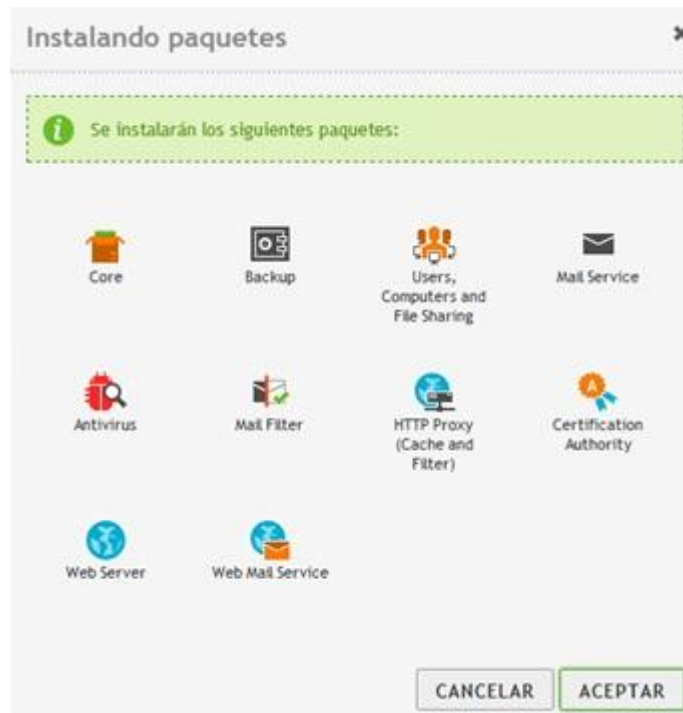 Instalando paquetes
Se instalarán los siguientes paquetes:
Core
Backup
Users,
Computers and
File Sharing
Mail Service
Antivirus
Mail Filter
HTTP Proxy
(Cache and
Filter)
Certification
Authority
Web Server
Web Mail Service
CANCELAR
ACEPTAR